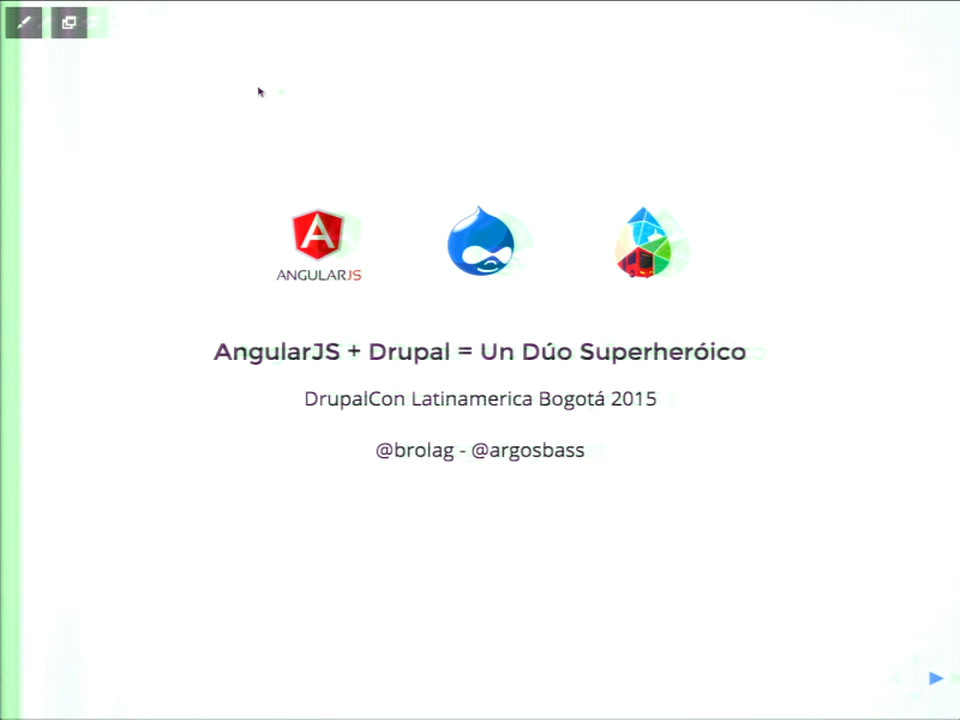 ANGULARJS
AngularJS + Drupal = Un Dúo Superheróico
DrupalCon Latinamerica Bogotá 2015
@brolag - @argosbass